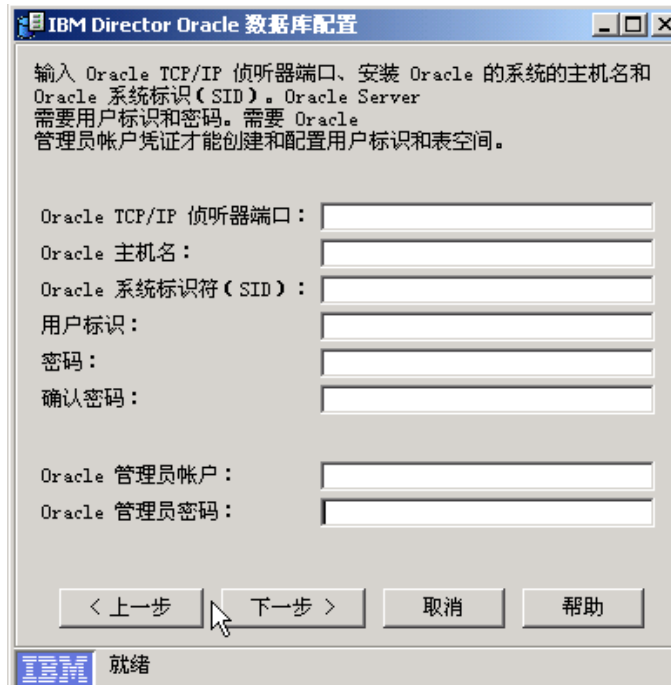 IBM Director Oracle 数据库配置
输入 Oracle TCP/IP 侦听器端口、安装 Oracle 的系统的主机名和
Oracle 系统标识(SID)。Oracle Server
需要用户标识和密码。需要 Oracle
管理员帐户凭证才能创建和配置用户标识和表空间。
Oracle TCP/IP 侦听器端口：
Oracle 主机名：
Oracle 系统标识符(SID)：
用户标识：
密码：
确认密码：
Oracle 管理员帐户：
Oracle 管理员密码：
< 上一步 下一步 > 取消 帮助
IBM 就绪